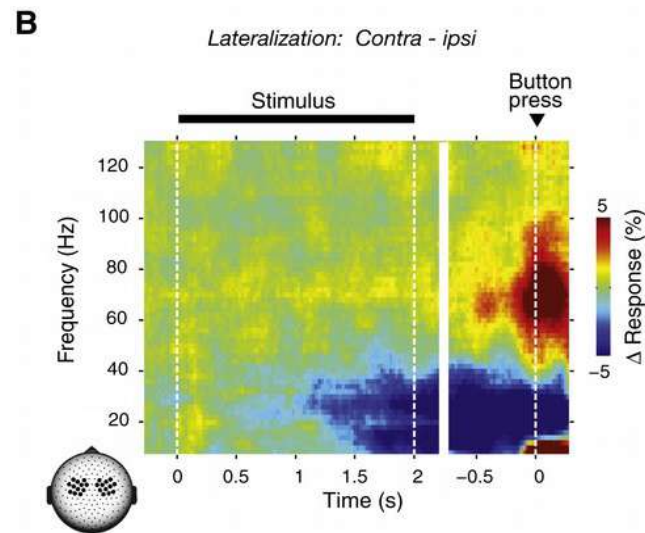 B
Lateralization: Contra - ipsi
Stimulus
Button
press
120
100
80
60
40
20
Frequency (Hz)
0
0.5
1
1.5
2
-0.5
0
Time (s)
5
-5
Δ Response (%)